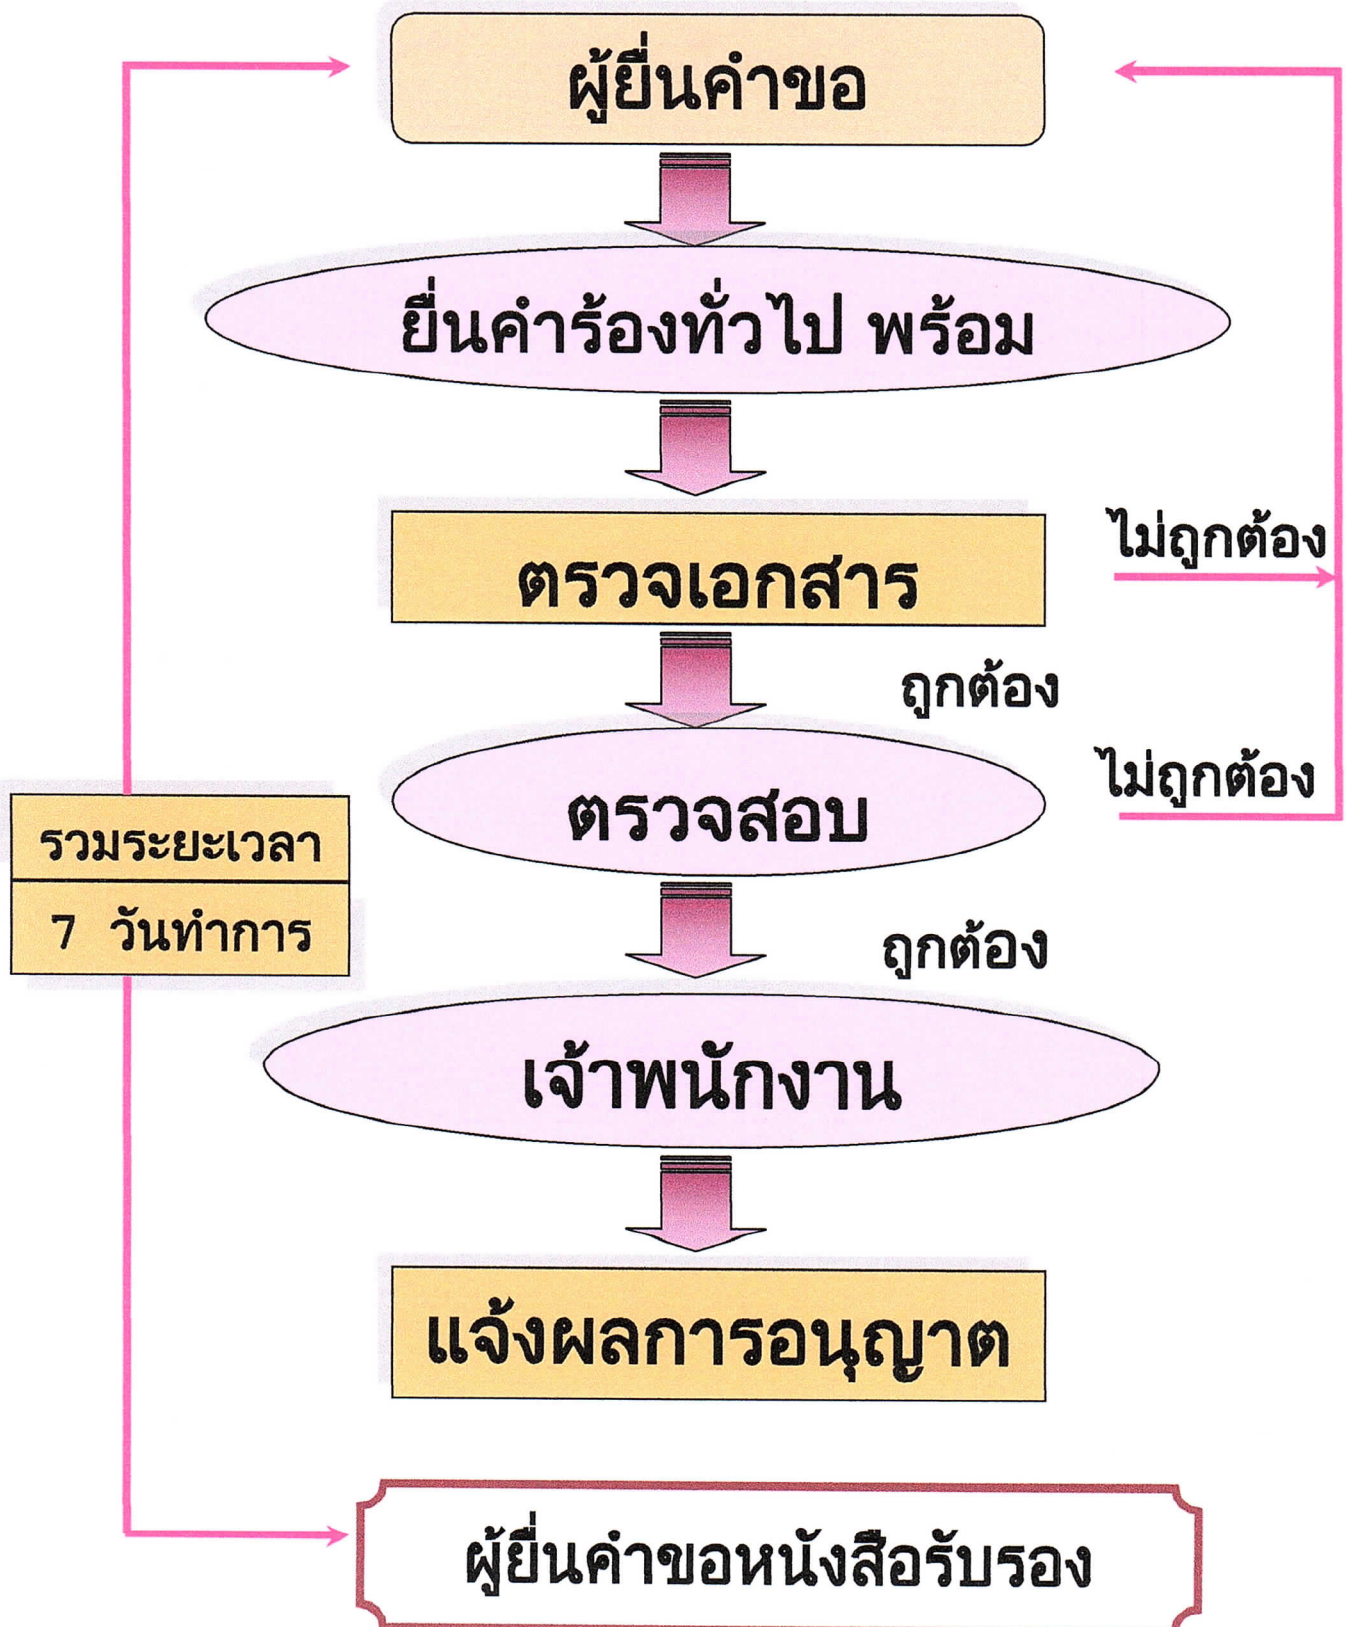 ผู้ยื่นคำขอ
ยื่นคำร้องทั่วไป พร้อม
ตรวจเอกสาร
ไม่ถูกต้อง
ถูกต้อง
ตรวจสอบ
ไม่ถูกต้อง
รวมระยะเวลา
7 วันทำการ
ถูกต้อง
เจ้าพนักงาน
แจ้งผลการอนุญาต
ผู้ยื่นคำขอหนังสือรับรอง